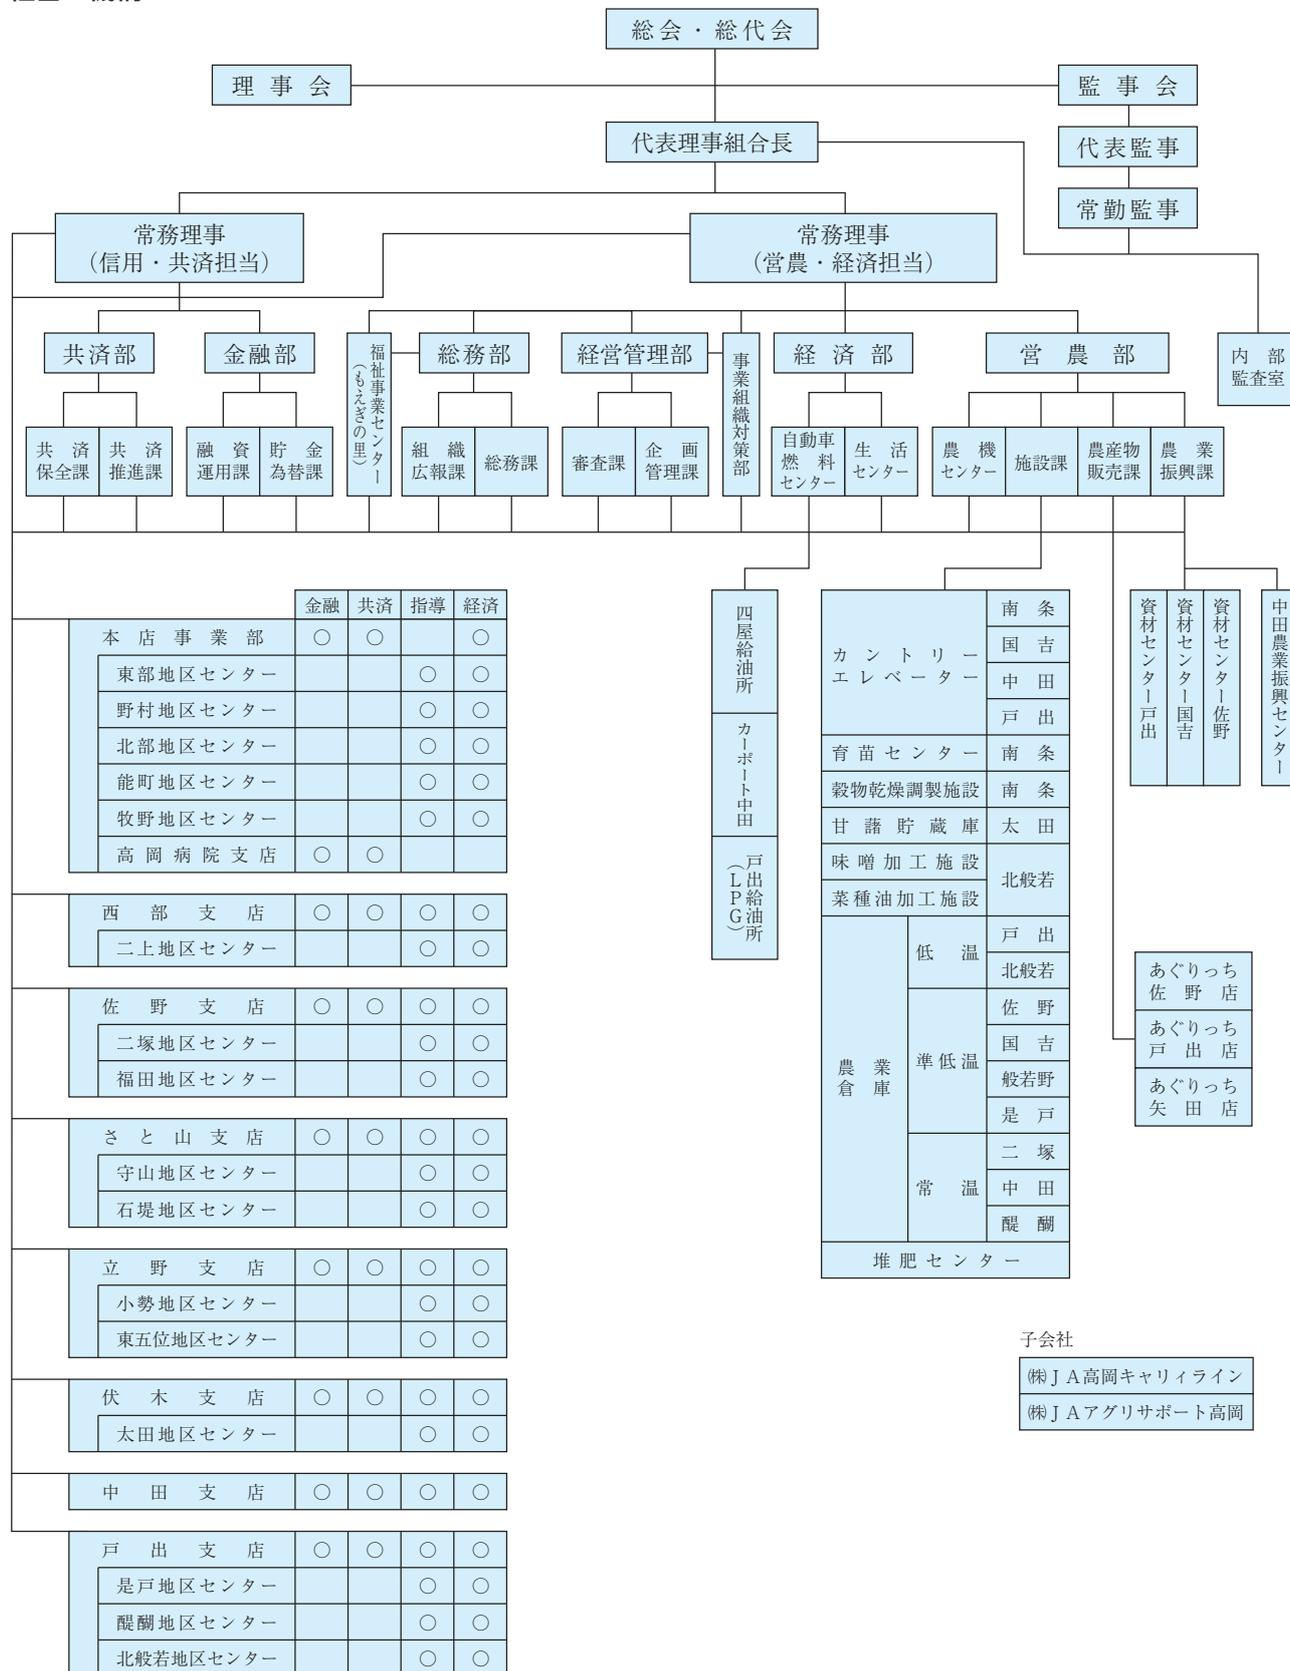 総会・総代会
理事会
監事会
代表理事組合長
代表監事
常勤監事
常務理事
（信用・共済担当）
常務理事
（営農・経済担当）
共済部
金融部
福祉事業センター
（もえぎの里）
総務部
経営管理部
事業組織対策部
経済部
営農部
内部
監査室
共済
保全課
共済
推進課
融資
運用課
貯金
為替課
組織
広報課
総務課
審査課
企画
管理課
自動車
燃料
センター
生活
センター
農機
センター
施設課
農産物
販売課
農業
振興課
金融 共済 指導 経済
本店事業部 ○ ○ ○
東部地区センター ○ ○
野村地区センター ○ ○
北部地区センター ○ ○
能町地区センター ○ ○
牧野地区センター ○ ○
高岡病院支店 ○ ○
西部支店 ○ ○ ○ ○
二上地区センター ○ ○
佐野支店 ○ ○ ○ ○
二塚地区センター ○ ○
福田地区センター ○ ○
さと山支店 ○ ○ ○ ○
守山地区センター ○ ○
石堤地区センター ○ ○
立野支店 ○ ○ ○ ○
小勢地区センター ○ ○
東五位地区センター ○ ○
伏木支店 ○ ○ ○ ○
太田地区センター ○ ○
中田支店 ○ ○ ○ ○
戸出支店 ○ ○ ○ ○
是戸地区センター ○ ○
醍醐地区センター ○ ○
北般若地区センター ○ ○
四屋給油所
カーポート中田
戸出給油所
（LPG）
カントリー
エレベーター
南条
国吉
中田
戸出
育苗センター 南条
穀物乾燥調製施設 南条
甘藷貯蔵庫 太田
味噌加工施設
菜種油加工施設
北般若
農業
倉庫
低温
戸出
北般若
準低温
佐野
国吉
般若野
是戸
常温
二塚
中田
醍醐
堆肥センター
資材センター戸出
資材センター国吉
資材センター佐野
中田農業振興センター
あぐりっち
佐野店
あぐりっち
戸出店
あぐりっち
矢田店
子会社
㈱ＪＡ高岡キャリィライン
㈱ＪＡアグリサポート高岡